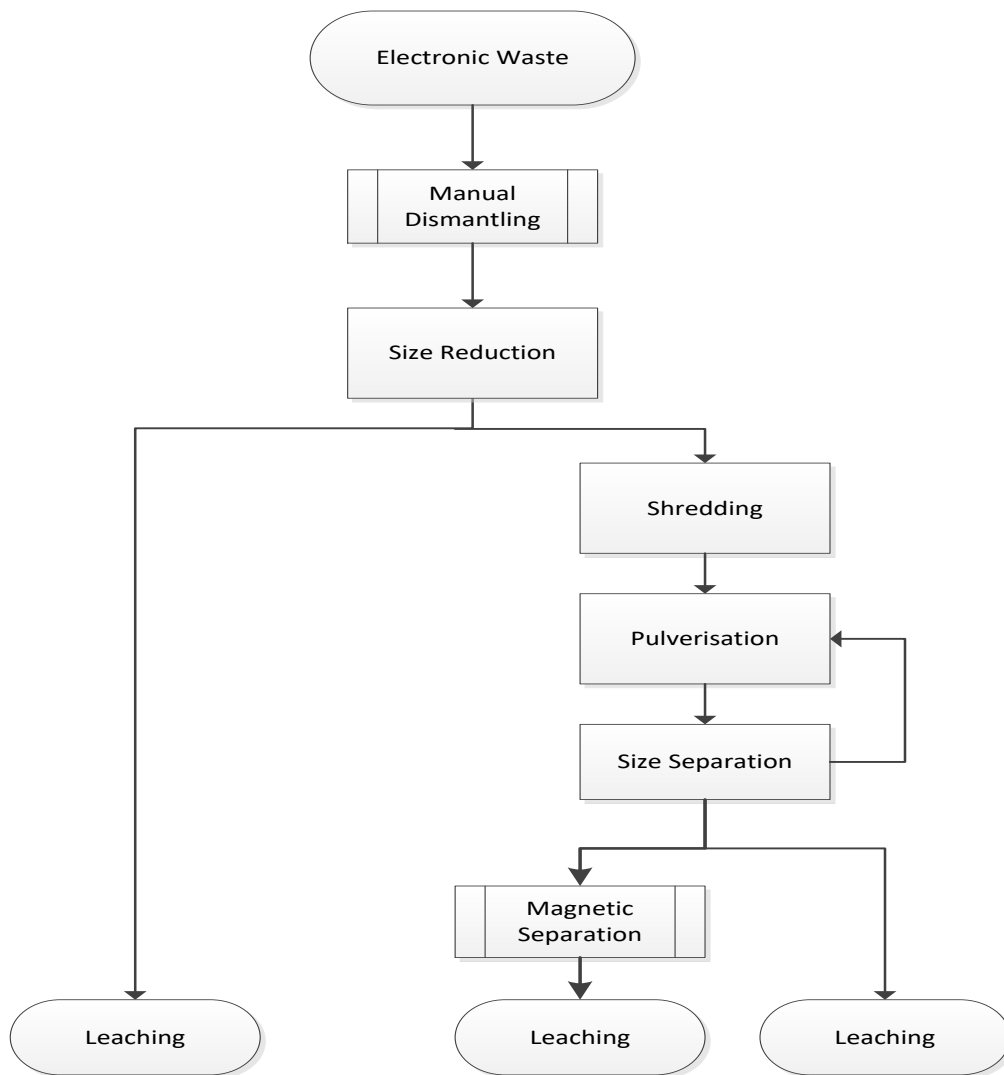 Electronic Waste
Manual
Dismantling
Size Reduction
Shredding
Pulverisation
Size Separation
Magnetic
Separation
Leaching
Leaching
Leaching